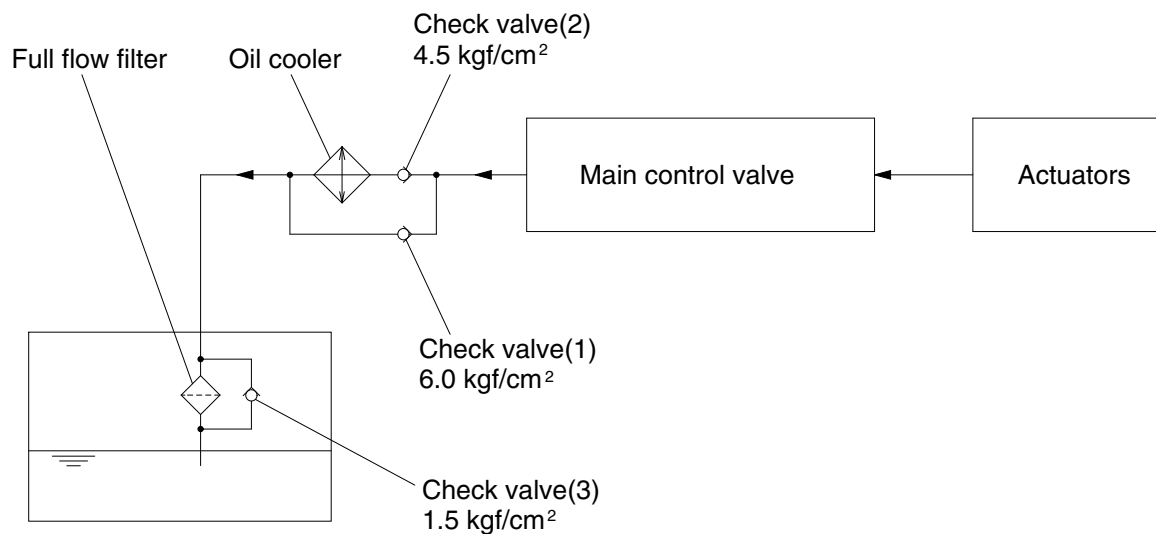 Check valve(2)
4.5 kgf/cm²
Full flow filter
Oil cooler
Main control valve
Actuators
Check valve(1)
6.0 kgf/cm²
Check valve(3)
1.5 kgf/cm²